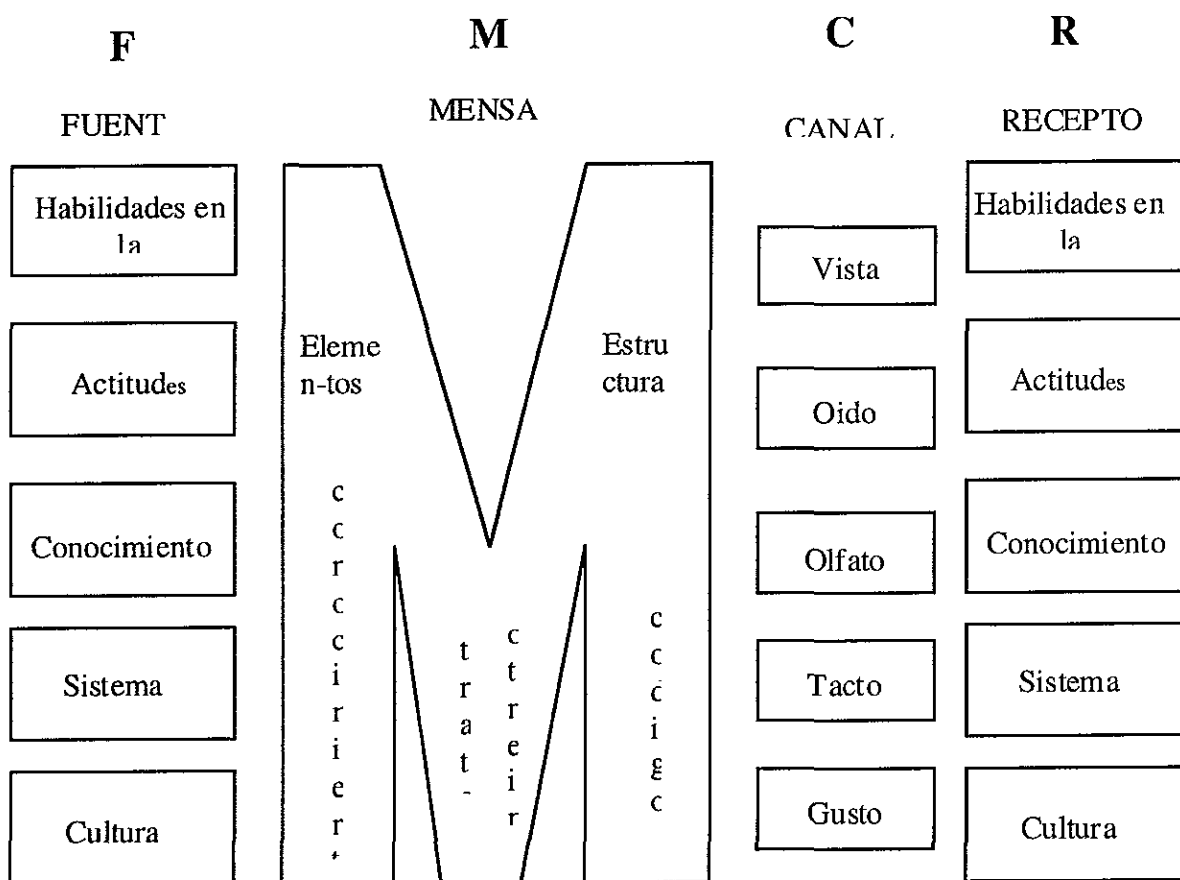 F
M
C
R
FUENT
MENSA
CANAL
RECEPTO
Habilidades en
la
Actitudes
Conocimiento
Sistema
Cultura
Eleme
n-tos
Estru
ctura
Vista
Oido
Olfato
Tacto
Gusto
Habilidades en
la
Actitudes
Conocimiento
Sistema
Cultura